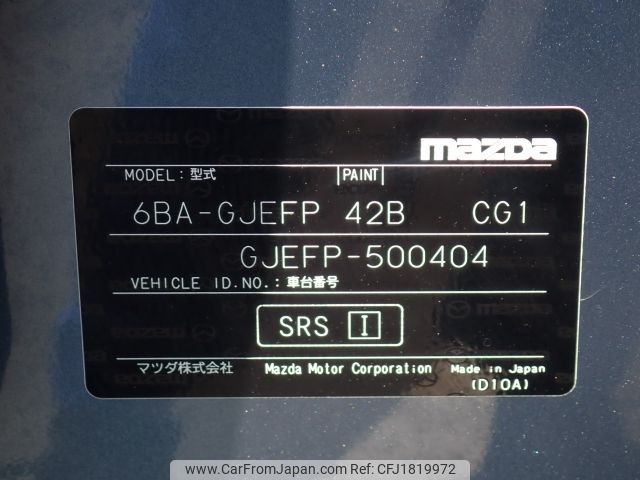 mazda
MODEL:型式 PAINT
6BA-GJEFP 42B CG1
GJEFP-500404
VEHICLE ID.NO.:車台番号
SRS I
マツダ株式会社 Mazda Motor Corporation Made in Japan
(D10A)
www.CarFromJapan.com Ref.No: CFJ1819972